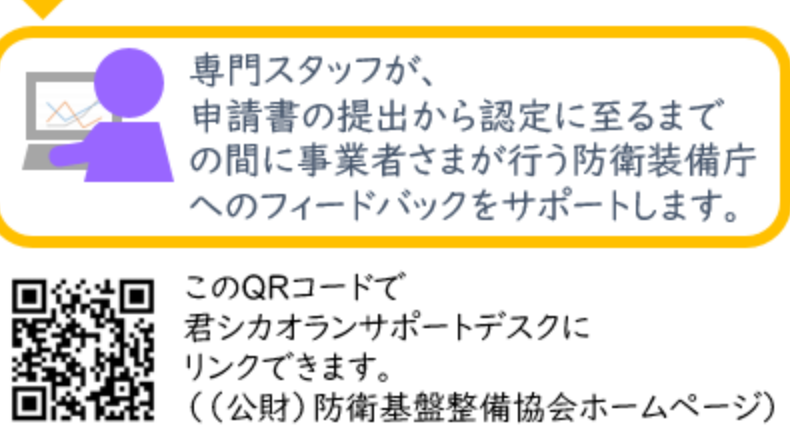 専門スタッフが、
申請書の提出から認定に至るまで
の間に事業者さまが行う防衛装備庁
へのフィードバックをサポートします。
このQRコードで
君シカオランサポートデスクに
リンクできます。
((公財)防衛基盤整備協会ホームページ)